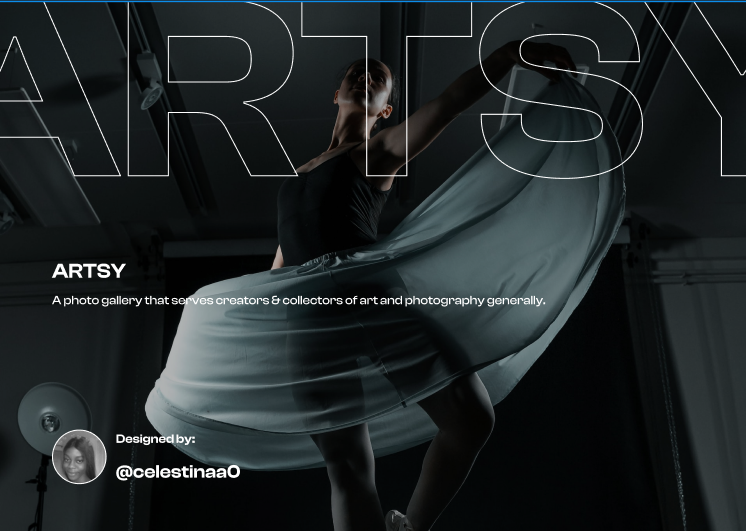 ARTSY
ARTSY
A photo gallery that serves creators & collectors of art and photography generally.
Designed by:
@celestinaa0